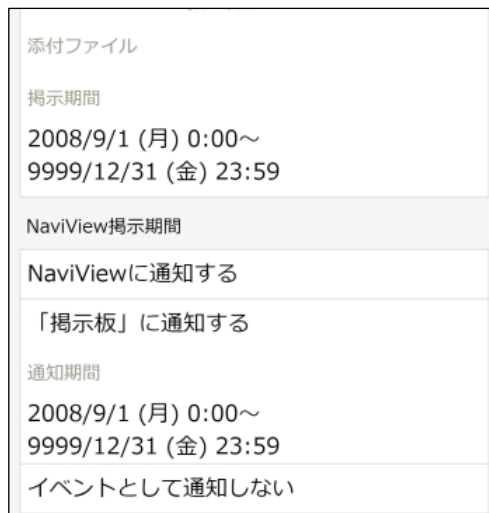 添付ファイル
掲示期間
2008/9/1 (月) 0:00～
9999/12/31 (金) 23:59
NaviView掲示期間
NaviViewに通知する
「掲示板」に通知する
通知期間
2008/9/1 (月) 0:00～
9999/12/31 (金) 23:59
イベントとして通知しない